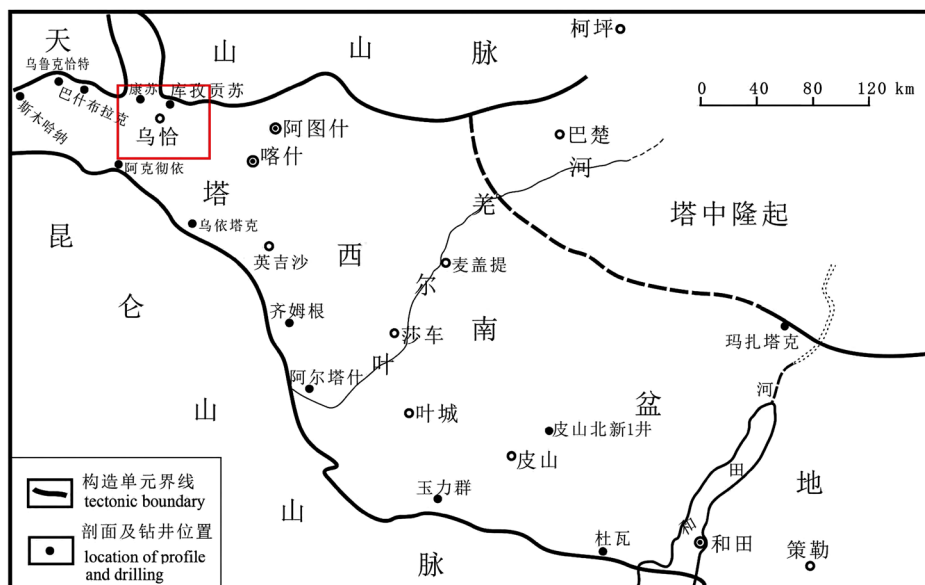 天
山
山
脉
柯坪
乌鲁克恰特
巴什布拉克
斯木哈纳
康苏
库孜贡苏
乌恰
阿克彻依
阿图什
喀什
巴楚
0 40 80 120 km
塔
西
南
盆
地
塔中隆起
乌依塔克
英吉沙
麦盖提
齐姆根
莎车
阿尔塔什
叶
尔
羌
河
叶城
皮山北新1井
皮山
玉力群
杜瓦
玛扎塔克
和
田
河
和田
策勒
昆
仑
山
山
脉
构造单元界线
tectonic boundary
剖面及钻井位置
location of profile
and drilling